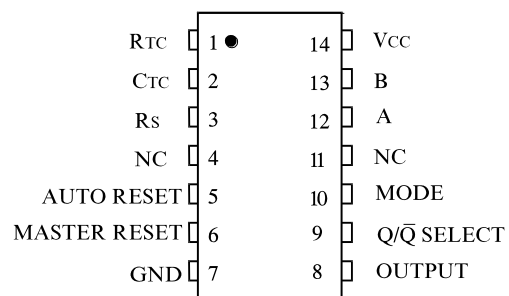 RTC 1 14 VCC
CTC 2 13 B
RS 3 12 A
NC 4 11 NC
AUTO RESET 5 10 MODE
MASTER RESET 6 9 Q/Q̅ SELECT
GND 7 8 OUTPUT